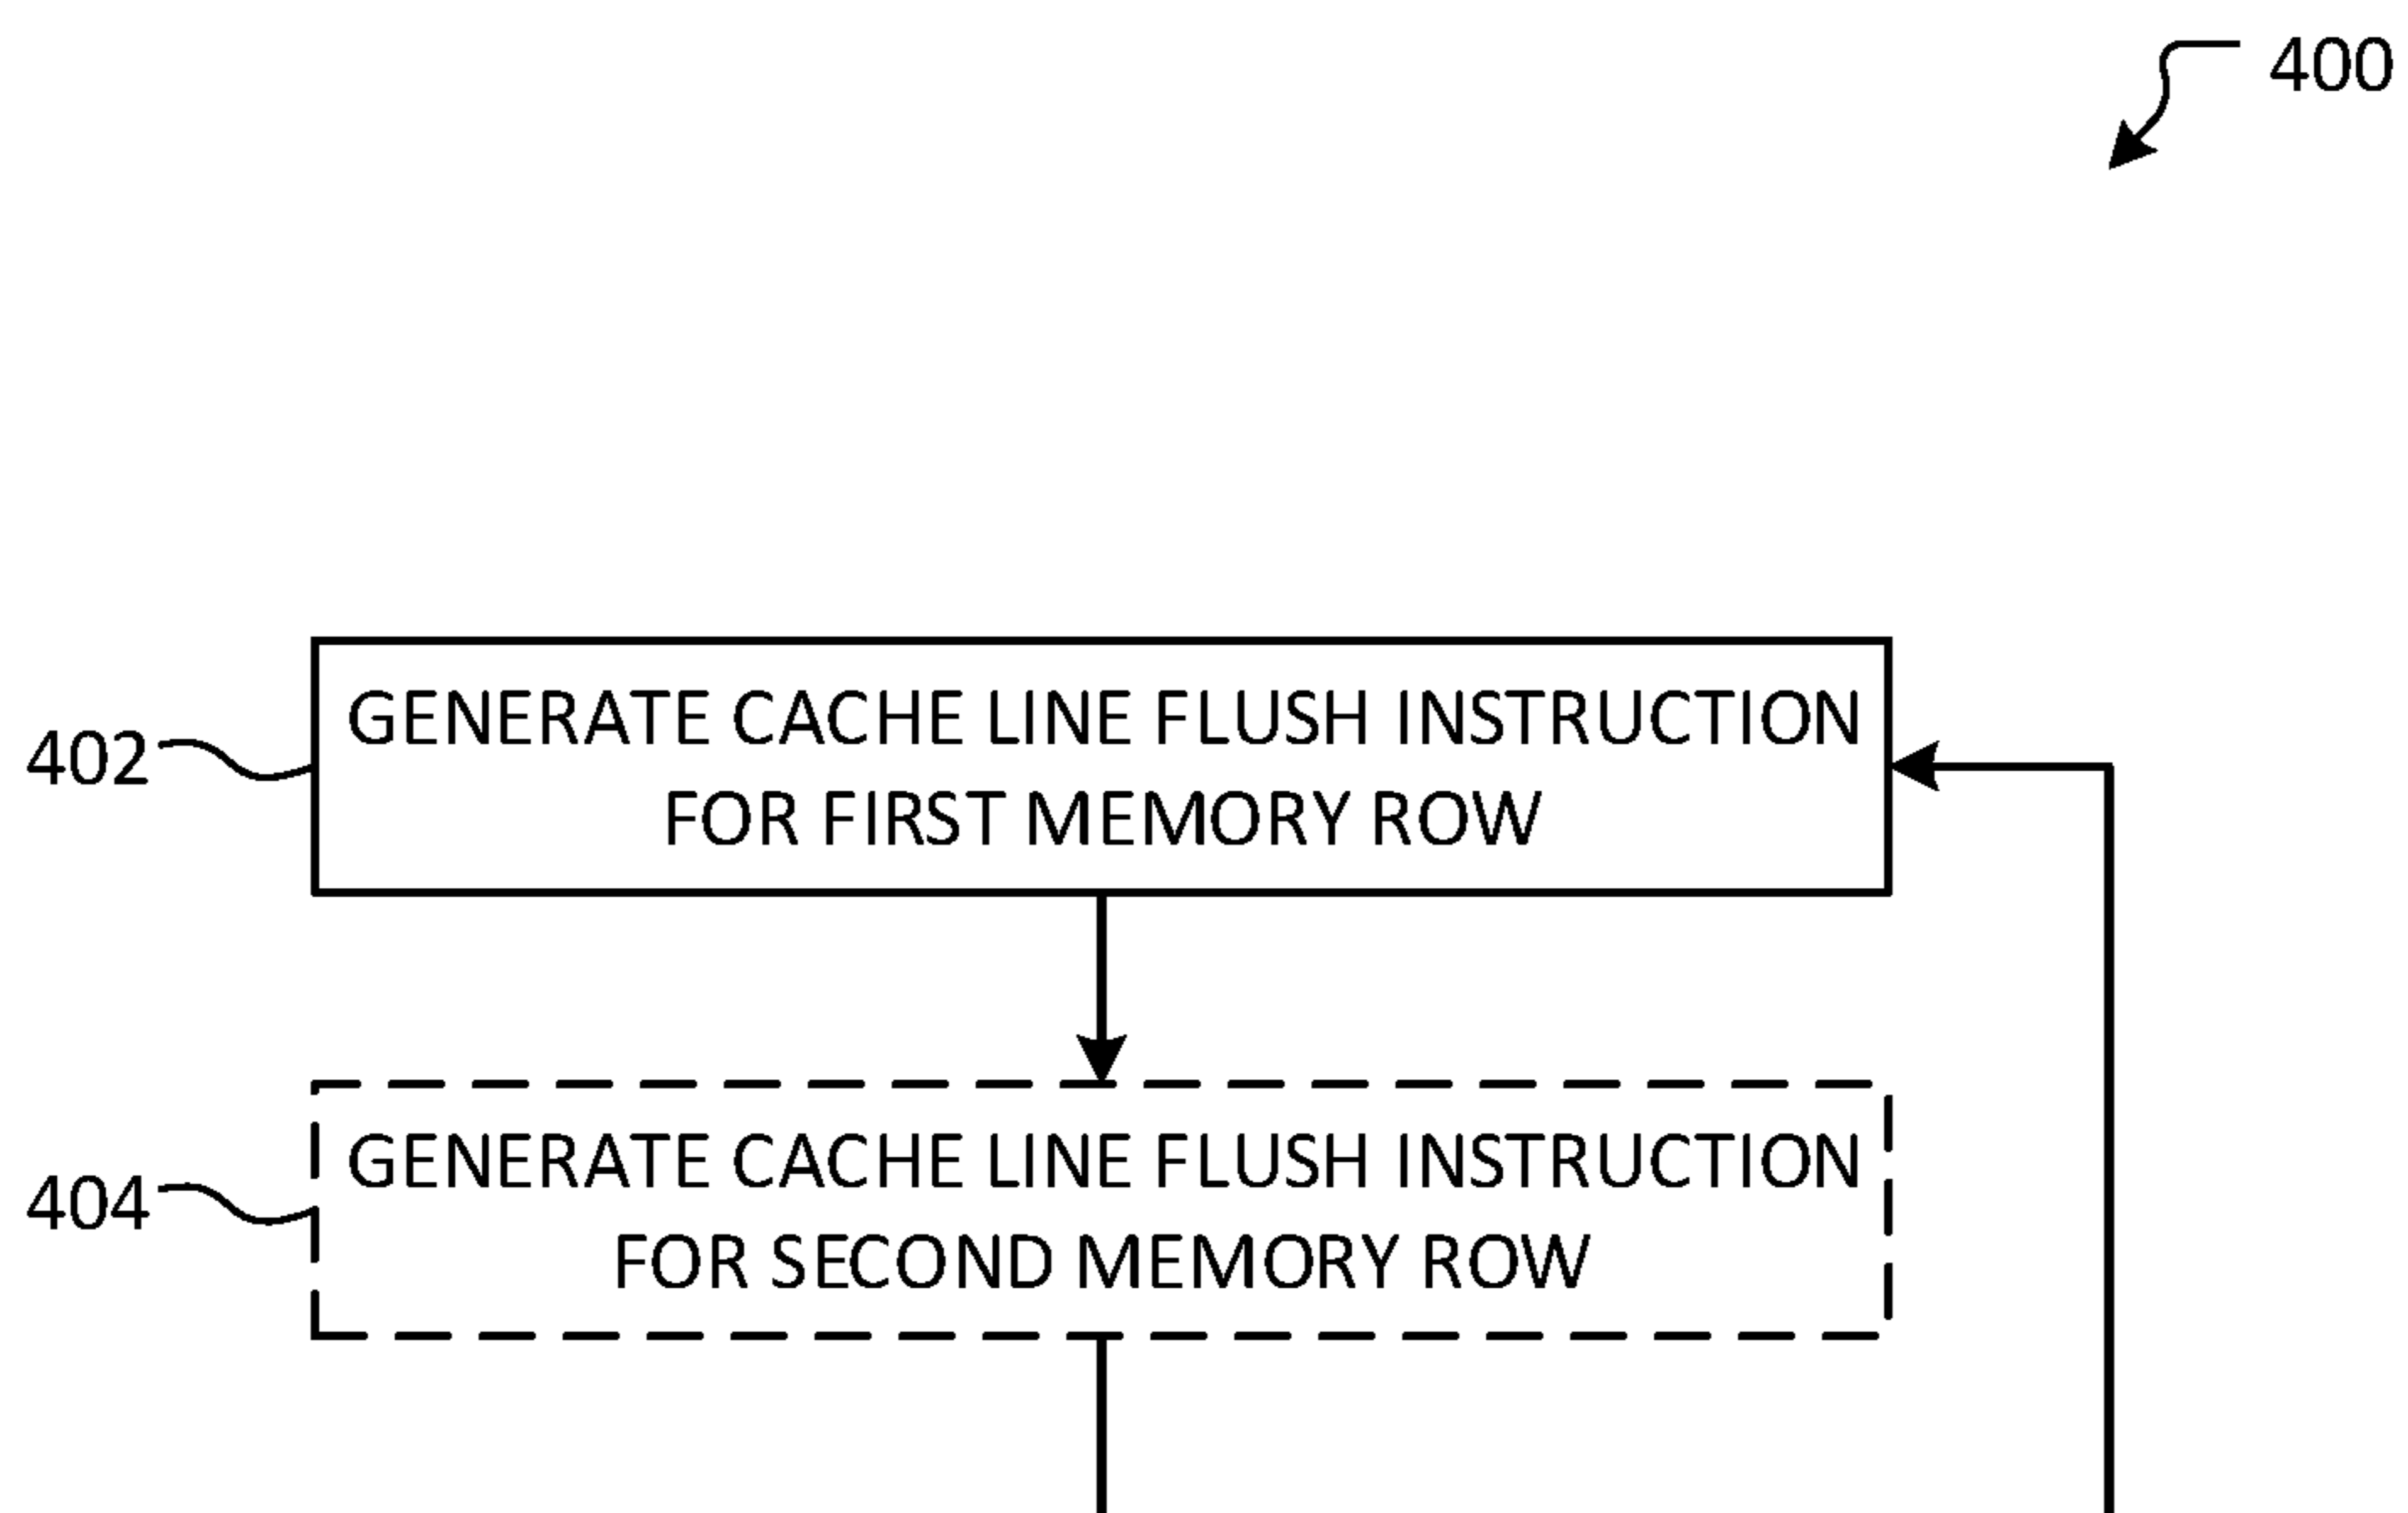 400
402
GENERATE CACHE LINE FLUSH INSTRUCTION
FOR FIRST MEMORY ROW
404
GENERATE CACHE LINE FLUSH INSTRUCTION
FOR SECOND MEMORY ROW